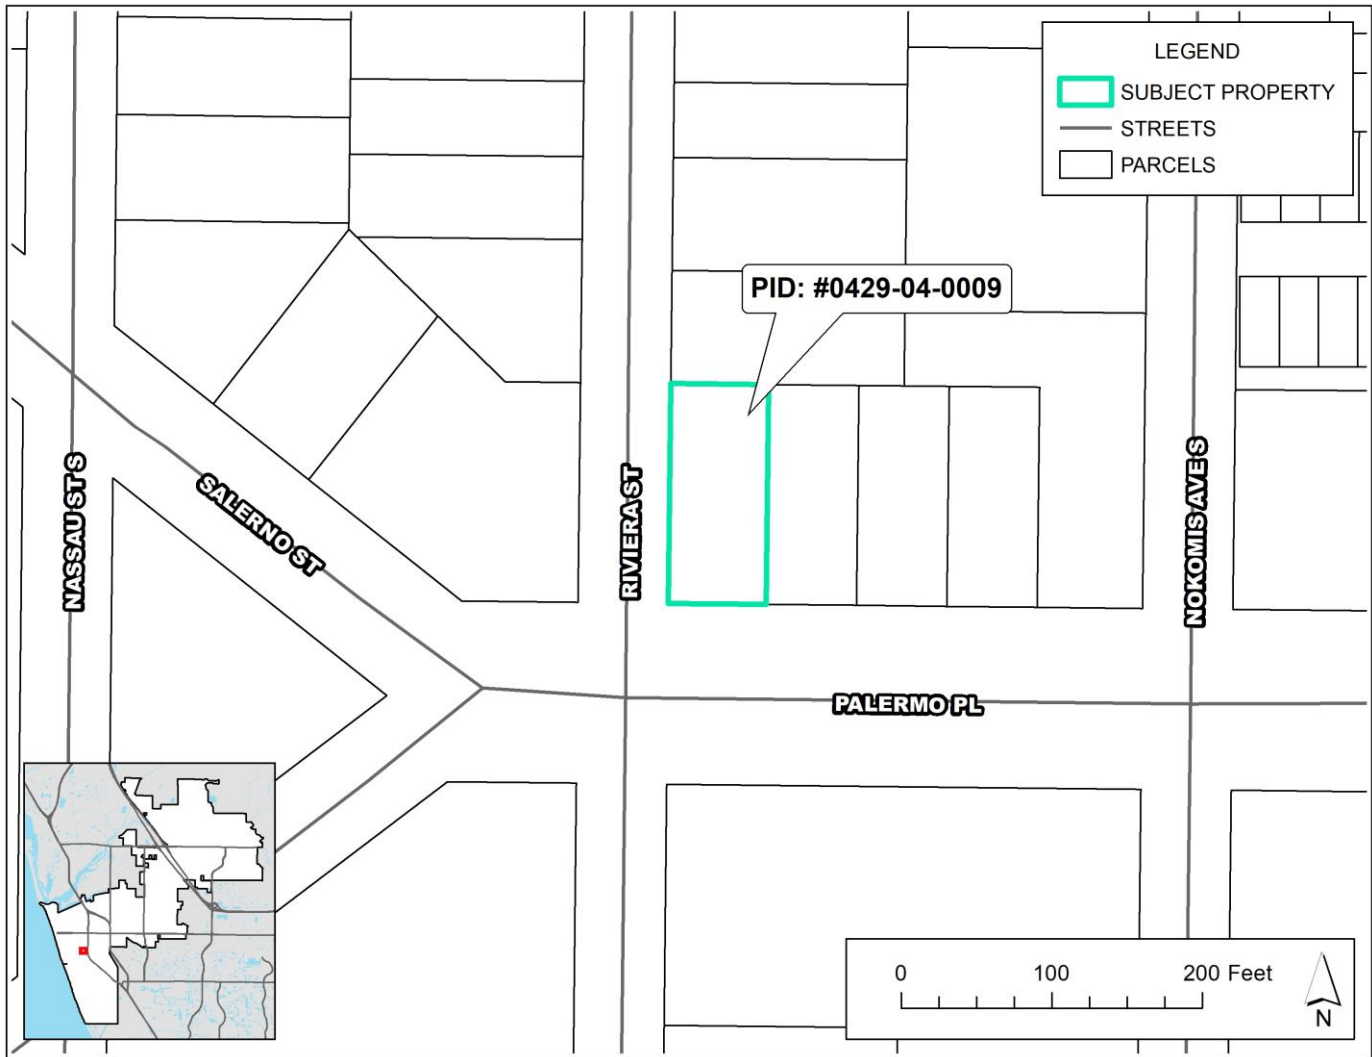 LEGEND
SUBJECT PROPERTY
STREETS
PARCELS
PID: #0429-04-0009
NASSAU ST S
SALERNO ST
RIVIERA ST
NOKOMIS AVE S
PALERMO PL
0 100 200 Feet
N